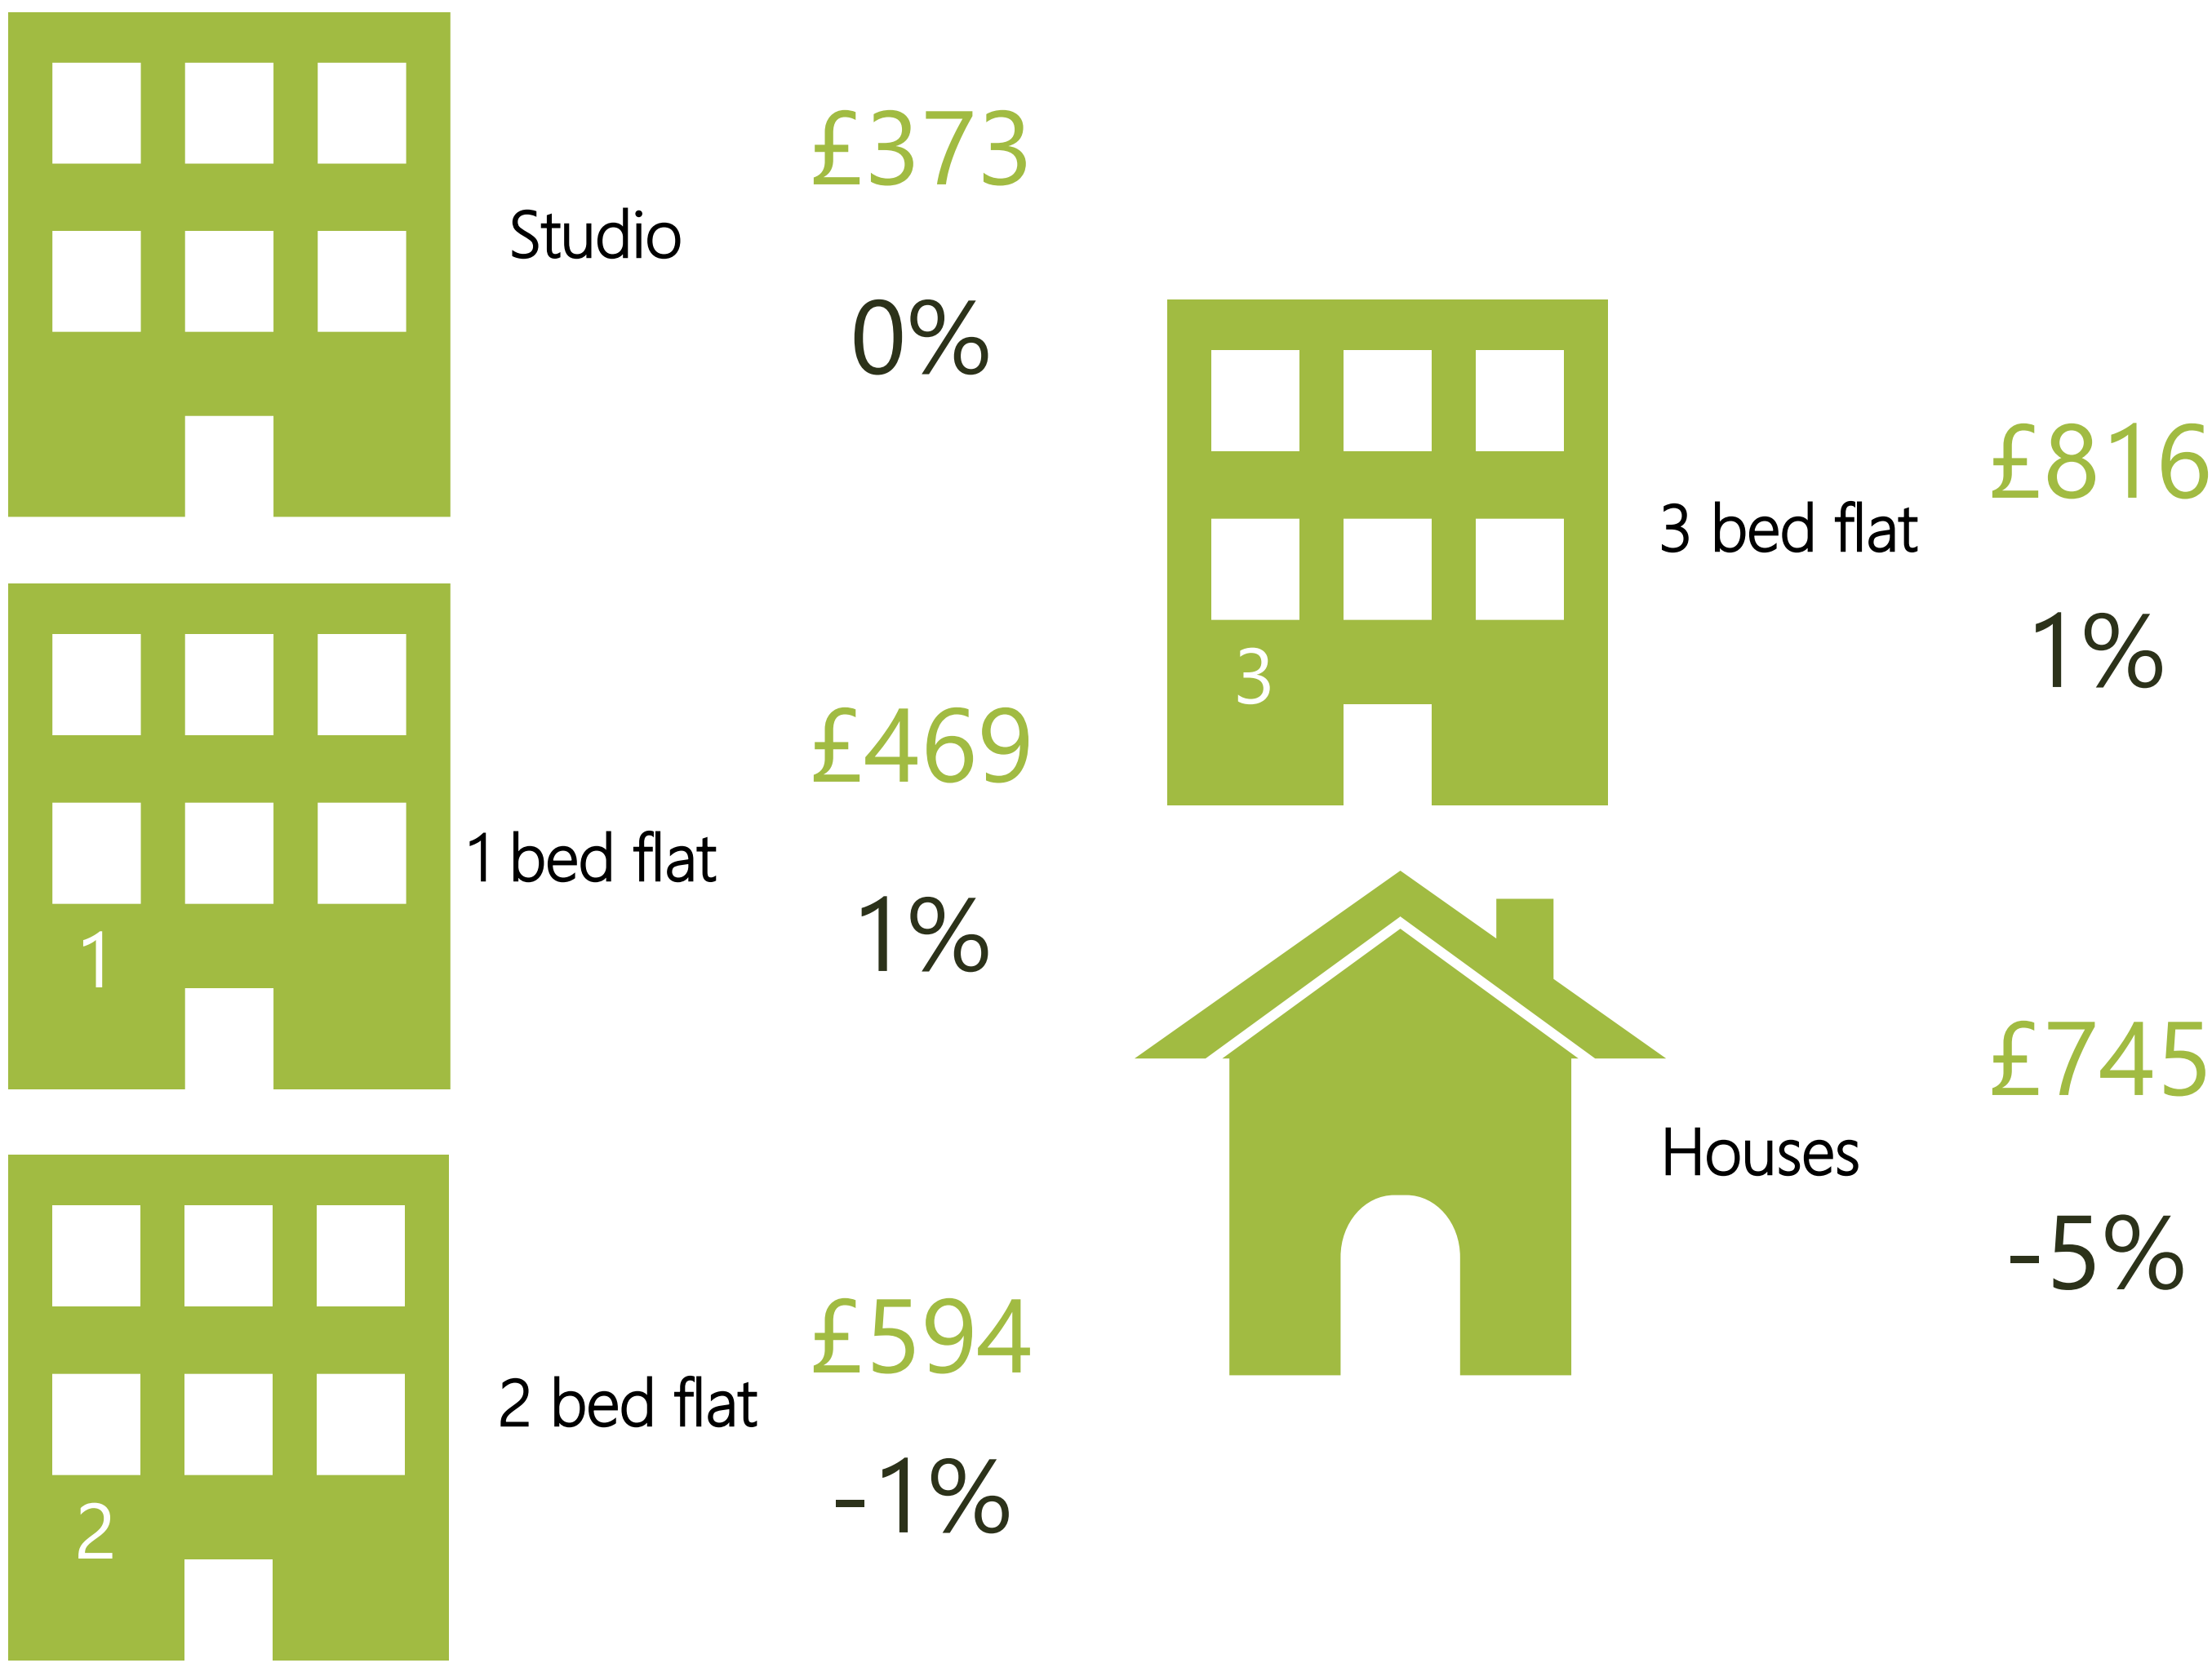 £373
Studio
0%
£469
1 bed flat
1%
1
£594
2 bed flat
-1%
2
£816
3 bed flat
1%
3
£745
Houses
-5%